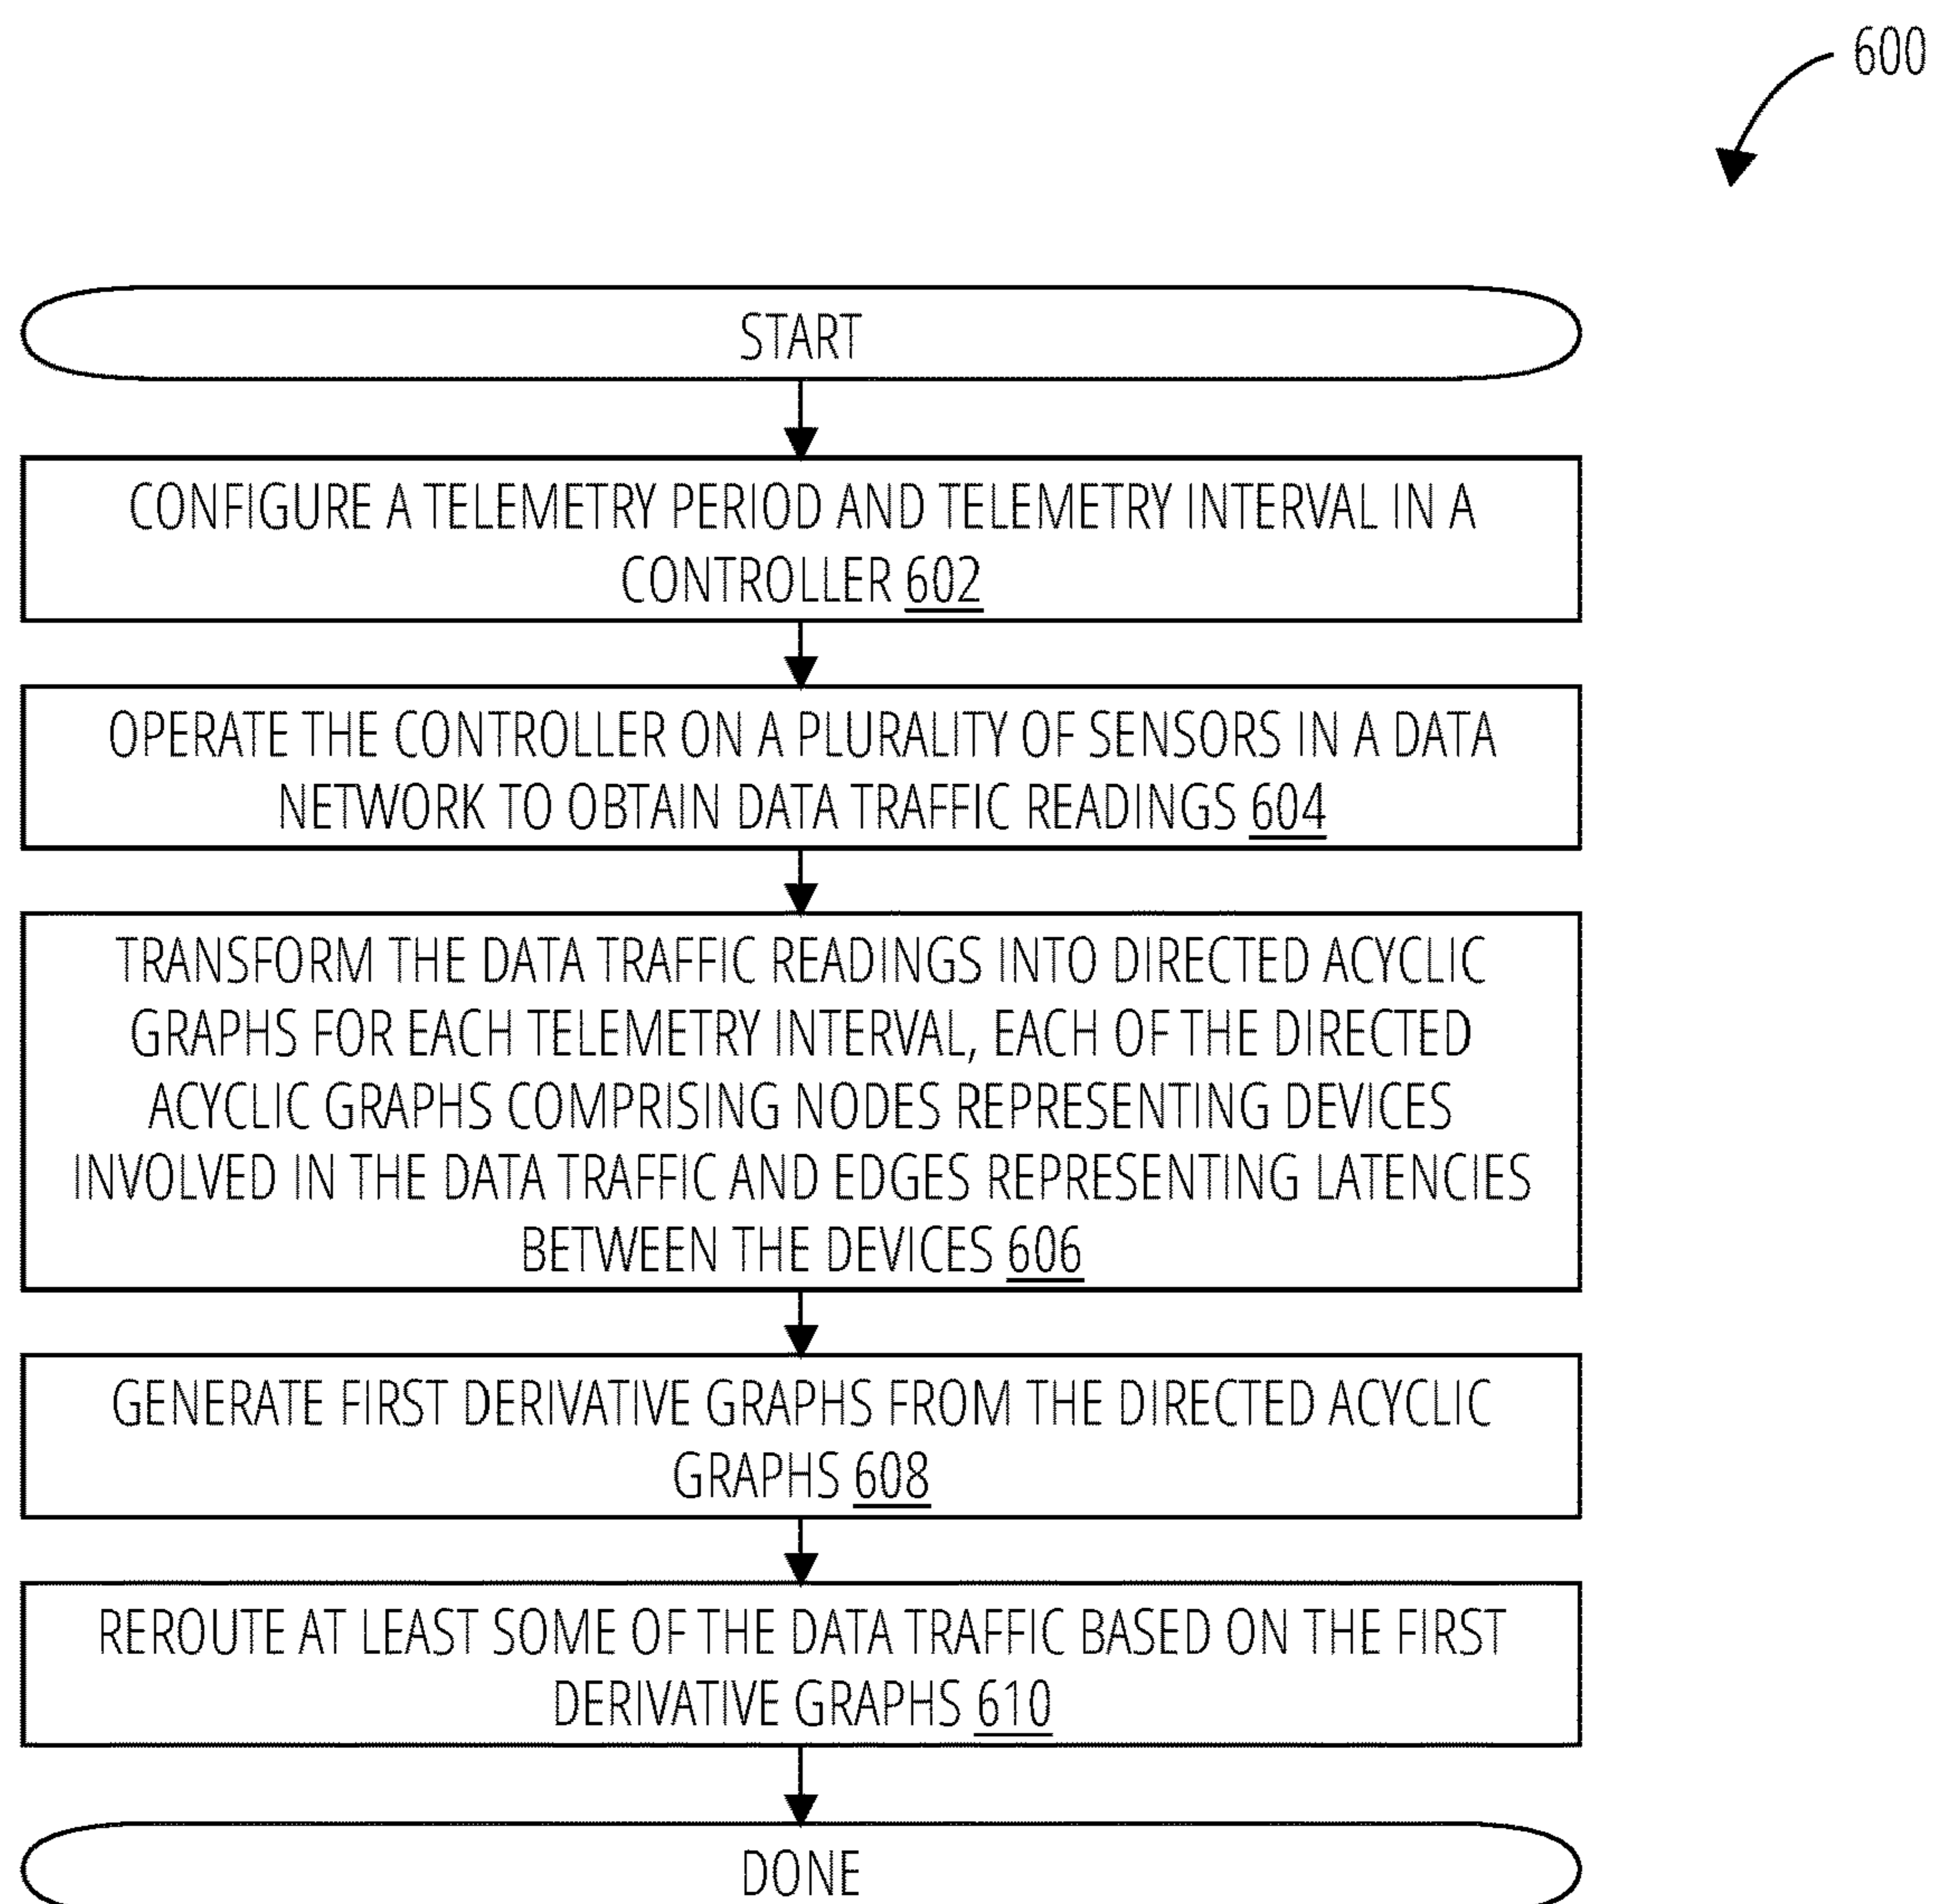 600
START
CONFIGURE A TELEMETRY PERIOD AND TELEMETRY INTERVAL IN A
CONTROLLER 602
OPERATE THE CONTROLLER ON A PLURALITY OF SENSORS IN A DATA
NETWORK TO OBTAIN DATA TRAFFIC READINGS 604
TRANSFORM THE DATA TRAFFIC READINGS INTO DIRECTED ACYCLIC
GRAPHS FOR EACH TELEMETRY INTERVAL, EACH OF THE DIRECTED
ACYCLIC GRAPHS COMPRISING NODES REPRESENTING DEVICES
INVOLVED IN THE DATA TRAFFIC AND EDGES REPRESENTING LATENCIES
BETWEEN THE DEVICES 606
GENERATE FIRST DERIVATIVE GRAPHS FROM THE DIRECTED ACYCLIC
GRAPHS 608
REROUTE AT LEAST SOME OF THE DATA TRAFFIC BASED ON THE FIRST
DERIVATIVE GRAPHS 610
DONE